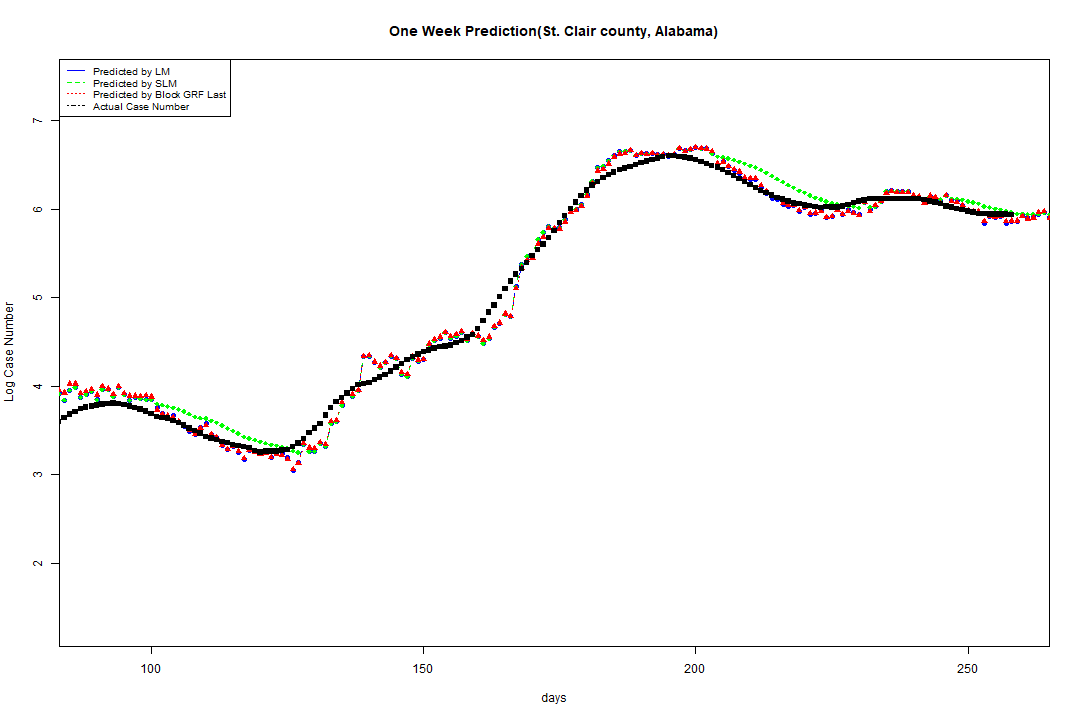 One Week Prediction(St. Clair county, Alabama)
Predicted by LM
Predicted by SLM
Predicted by Block GRF Last
Actual Case Number
7
6
5
4
3
2
Log Case Number
100 150 200 250
days